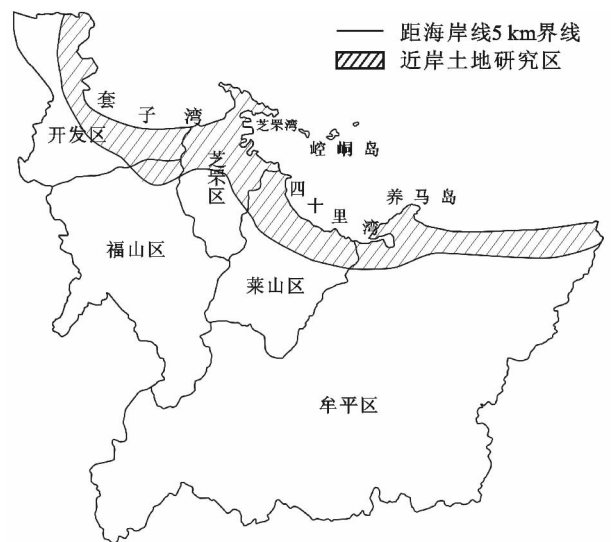 距海岸线5 km界线
近岸土地研究区
套子湾
开发区
芝罘湾
崆峒岛
芝罘区
四十里湾
养马岛
福山区
莱山区
牟平区